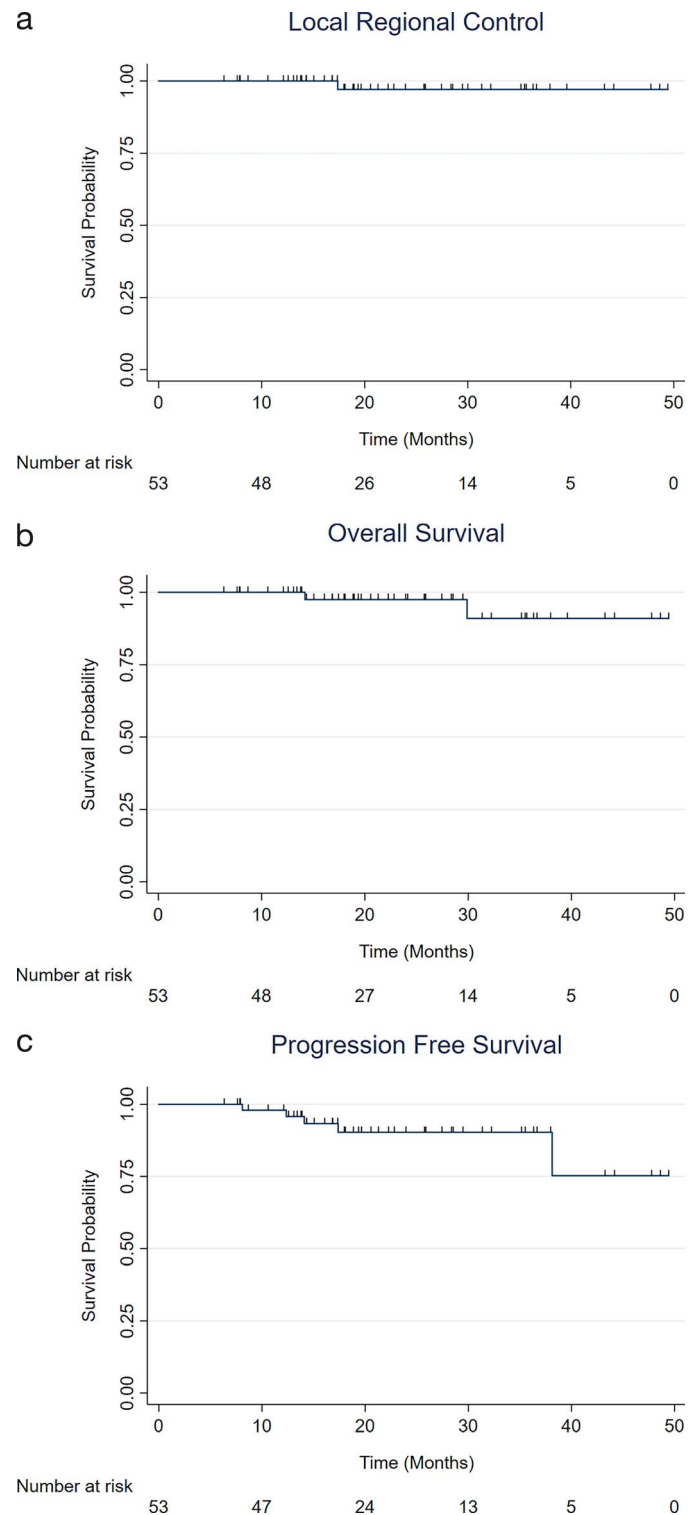 a
Local Regional Control
Survival Probability
1.00
0.75
0.50
0.25
0.00
0 10 20 30 40 50
Time (Months)
Number at risk
53 48 26 14 5 0
b
Overall Survival
Survival Probability
1.00
0.75
0.50
0.25
0.00
0 10 20 30 40 50
Time (Months)
Number at risk
53 48 27 14 5 0
c
Progression Free Survival
Survival Probability
1.00
0.75
0.50
0.25
0.00
0 10 20 30 40 50
Time (Months)
Number at risk
53 47 24 13 5 0